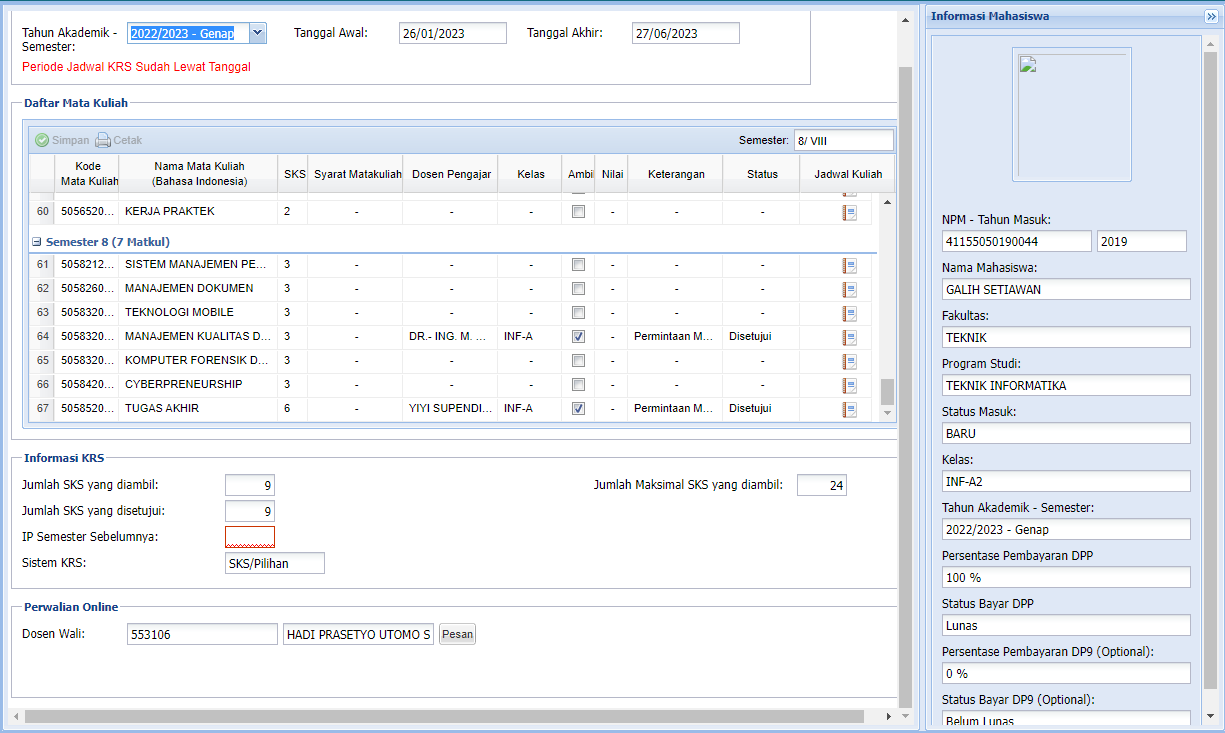 Tahun Akademik - Semester: 2022/2023 - Genap Tanggal Awal: 26/01/2023 Tanggal Akhir: 27/06/2023
Periode Jadwal KRS Sudah Lewat Tanggal
Daftar Mata Kuliah
Simpan Cetak Semester: 8/ VIII
Kode Mata Kuliah Nama Mata Kuliah (Bahasa Indonesia) SKS Syarat Matakuliah Dosen Pengajar Kelas Ambi Nilai Keterangan Status Jadwal Kuliah
60 5056520... KERJA PRAKTEK 2 - - - - - -
Semester 8 (7 Matkul)
61 5058212... SISTEM MANAJEMEN PE... 3 - - - - - -
62 5058260... MANAJEMEN DOKUMEN 3 - - - - - -
63 5058320... TEKNOLOGI MOBILE 3 - - - - - -
64 5058320... MANAJEMEN KUALITAS D... 3 - DR.- ING. M. ... INF-A - Permintaan M... Disetujui
65 5058320... KOMPUTER FORENSIK D... 3 - - - - - -
66 5058420... CYBERPRENEURSHIP 3 - - - - - -
67 5058520... TUGAS AKHIR 6 - YIYI SUPENDI... INF-A - Permintaan M... Disetujui
Informasi KRS
Jumlah SKS yang diambil: 9 Jumlah Maksimal SKS yang diambil: 24
Jumlah SKS yang disetujui: 9
IP Semester Sebelumnya:
Sistem KRS: SKS/Pilihan
Perwalian Online
Dosen Wali: 553106 HADI PRASETYO UTOMO S Pesan
Informasi Mahasiswa
NPM - Tahun Masuk:
41155050190044 2019
Nama Mahasiswa:
GALIH SETIAWAN
Fakultas:
TEKNIK
Program Studi:
TEKNIK INFORMATIKA
Status Masuk:
BARU
Kelas:
INF-A2
Tahun Akademik - Semester:
2022/2023 - Genap
Persentase Pembayaran DPP
100 %
Status Bayar DPP
Lunas
Persentase Pembayaran DP9 (Optional):
0 %
Status Bayar DP9 (Optional):
Belum Lunas